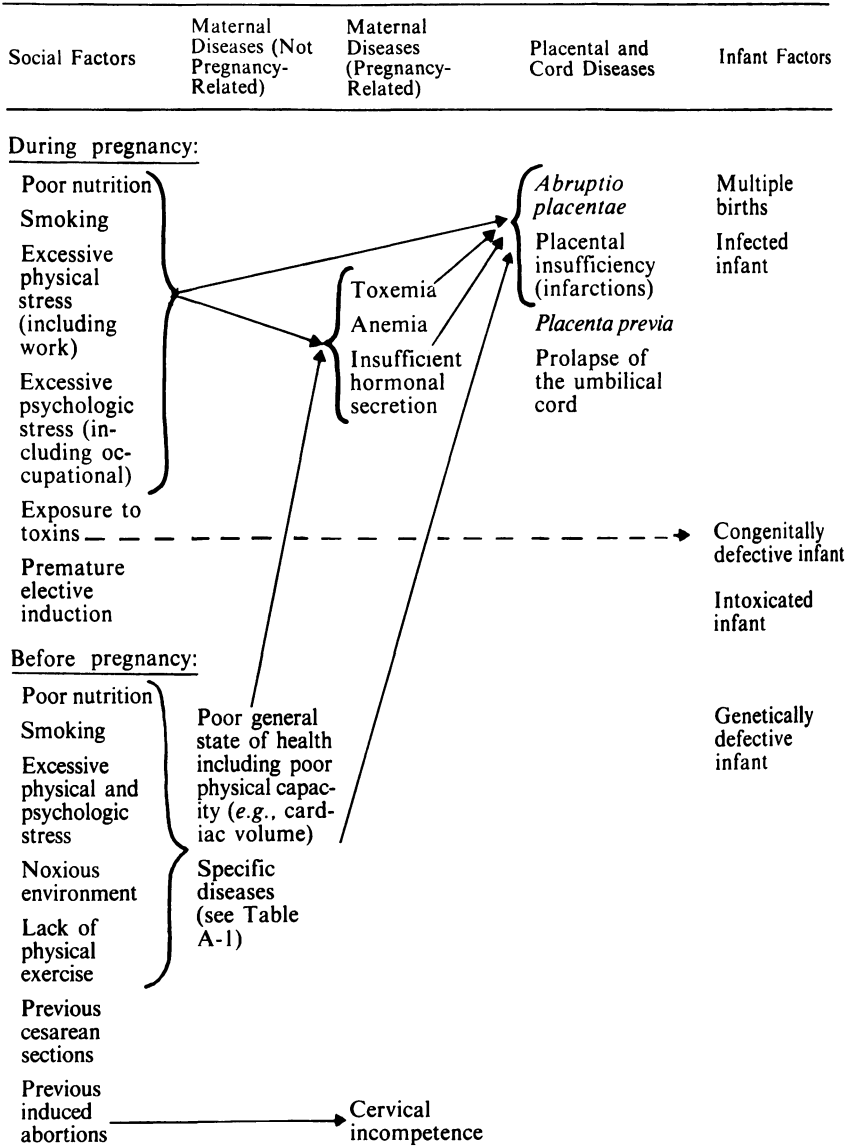 Social Factors
Maternal
Diseases (Not
Pregnancy-
Related)
Maternal
Diseases
(Pregnancy-
Related)
Placental and
Cord Diseases
Infant Factors
During pregnancy:
Poor nutrition
Smoking
Excessive
physical
stress
(including
work)
Excessive
psychologic
stress (in-
cluding oc-
cupational)
Exposure to
toxins
Premature
elective
induction
Toxemia
Anemia
Insufficient
hormonal
secretion
Abruptio
placentae
Placental
insufficiency
(infarctions)
Placenta previa
Prolapse of
the umbilical
cord
Multiple
births
Infected
infant
Congenitally
defective infant
Intoxicated
infant
Before pregnancy:
Poor nutrition
Smoking
Excessive
physical and
psychologic
stress
Noxious
environment
Lack of
physical
exercise
Previous
cesarean
sections
Previous
induced
abortions
Poor general
state of health
including poor
physical capac-
ity (e.g., card-
iac volume)
Specific
diseases
(see Table
A-1)
Cervical
incompetence
Genetically
defective
infant